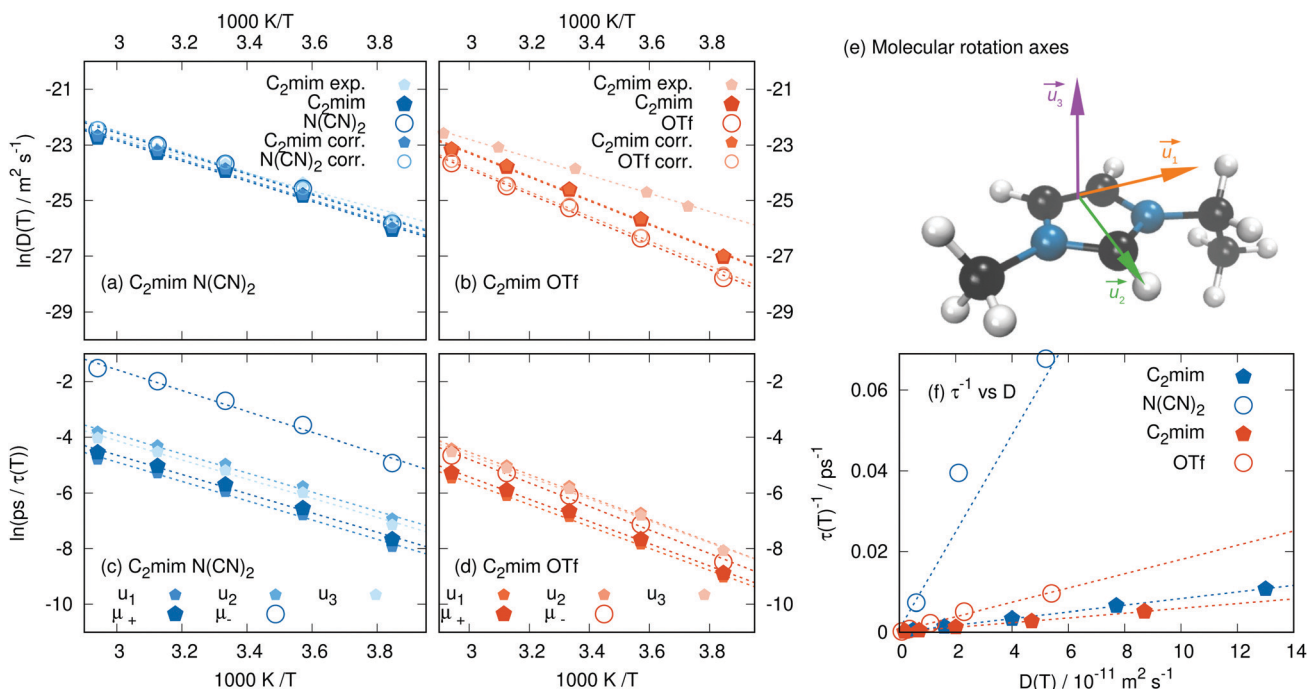 1000 K/T
1000 K/T
3 3.2 3.4 3.6 3.8
3 3.2 3.4 3.6 3.8
(e) Molecular rotation axes
ln(D(T) / m² s⁻¹)
-21
-23
-25
-27
-29
C₂mim exp.
C₂mim
N(CN)₂
C₂mim corr.
N(CN)₂ corr.
(a) C₂mim N(CN)₂
C₂mim exp.
C₂mim
OTf
C₂mim corr.
OTf corr.
(b) C₂mim OTf
-21
-23
-25
-27
-29
u₃
u₁
u₂
ln(ps / τ(T))
-2
-4
-6
-8
-10
(c) C₂mim N(CN)₂
u₁ u₂ u₃
μ₊ μ₋
(d) C₂mim OTf
u₁ u₂ u₃
μ₊ μ₋
-2
-4
-6
-8
-10
3 3.2 3.4 3.6 3.8
3 3.2 3.4 3.6 3.8
1000 K/T
1000 K/T
τ(T)⁻¹ / ps⁻¹
0.06
0.04
0.02
0
(f) τ⁻¹ vs D
C₂mim
N(CN)₂
C₂mim
OTf
0 2 4 6 8 10 12 14
D(T) / 10⁻¹¹ m² s⁻¹